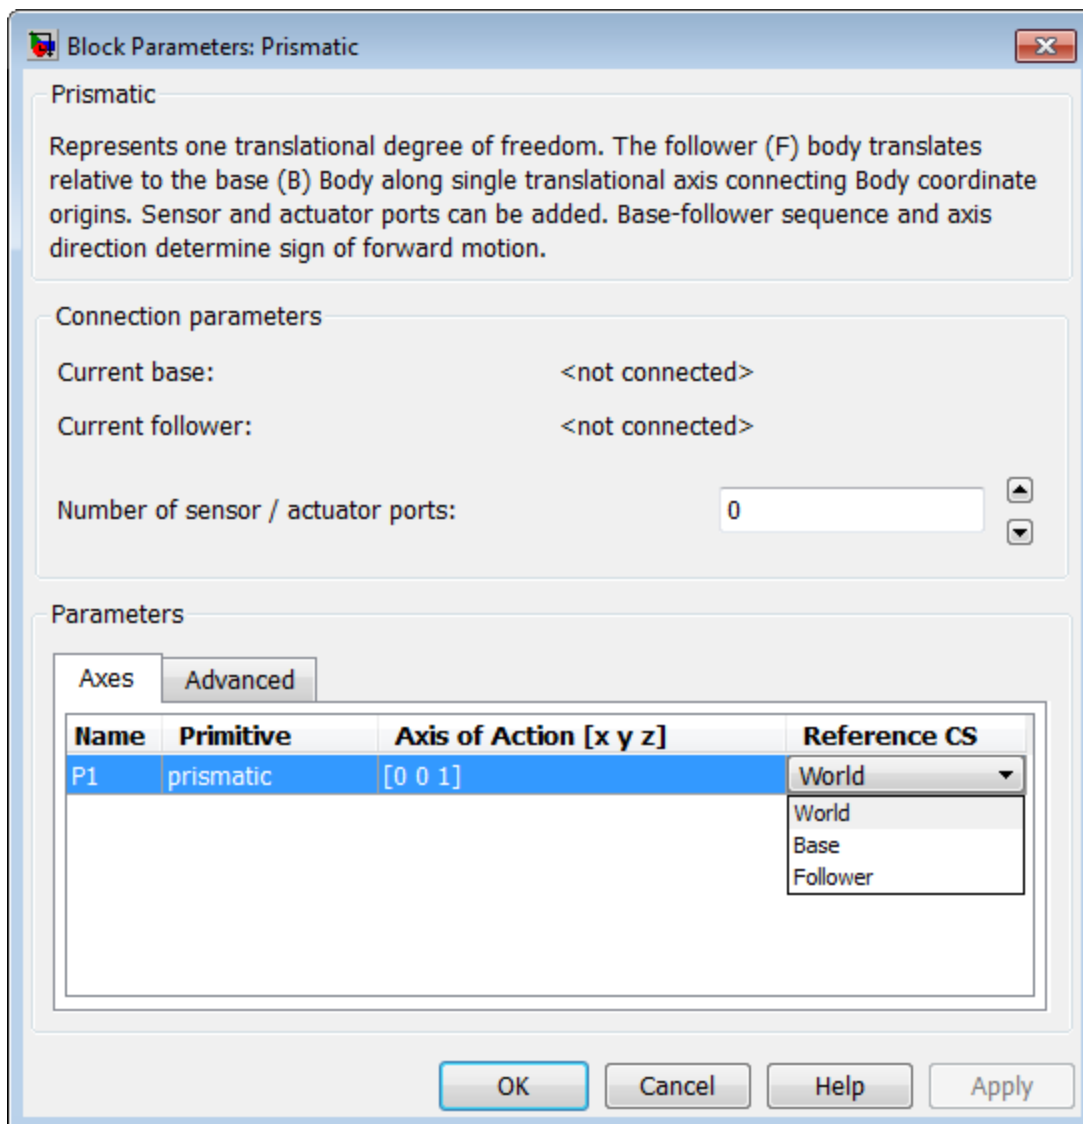 Block Parameters: Prismatic
Prismatic
Represents one translational degree of freedom. The follower (F) body translates
relative to the base (B) Body along single translational axis connecting Body coordinate
origins. Sensor and actuator ports can be added. Base-follower sequence and axis
direction determine sign of forward motion.
Connection parameters
Current base: <not connected>
Current follower: <not connected>
Number of sensor / actuator ports: 0
Parameters
Axes Advanced
Name Primitive Axis of Action [x y z] Reference CS
P1 prismatic [0 0 1] World
World
Base
Follower
OK Cancel Help Apply